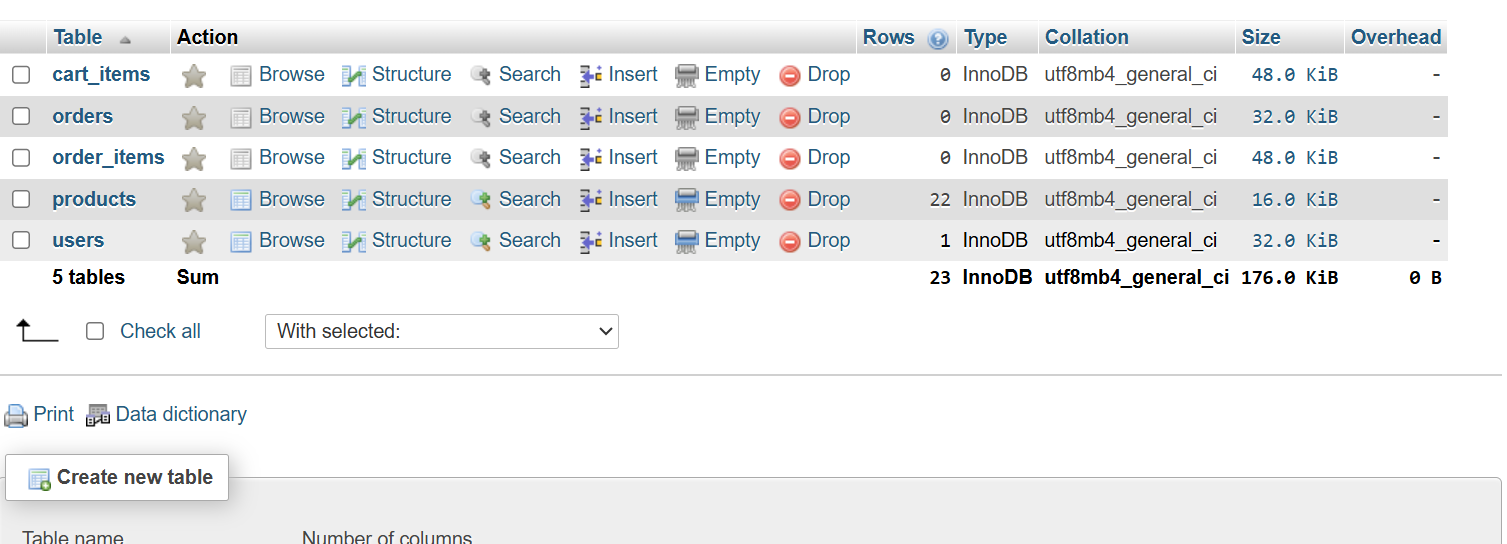 Table Action Rows Type Collation Size Overhead
cart_items Browse Structure Search Insert Empty Drop 0 InnoDB utf8mb4_general_ci 48.0 KiB -
orders Browse Structure Search Insert Empty Drop 0 InnoDB utf8mb4_general_ci 32.0 KiB -
order_items Browse Structure Search Insert Empty Drop 0 InnoDB utf8mb4_general_ci 48.0 KiB -
products Browse Structure Search Insert Empty Drop 22 InnoDB utf8mb4_general_ci 16.0 KiB -
users Browse Structure Search Insert Empty Drop 1 InnoDB utf8mb4_general_ci 32.0 KiB -
5 tables Sum 23 InnoDB utf8mb4_general_ci 176.0 KiB 0 B
Check all With selected:
Print Data dictionary
Create new table
Table name Number of columns